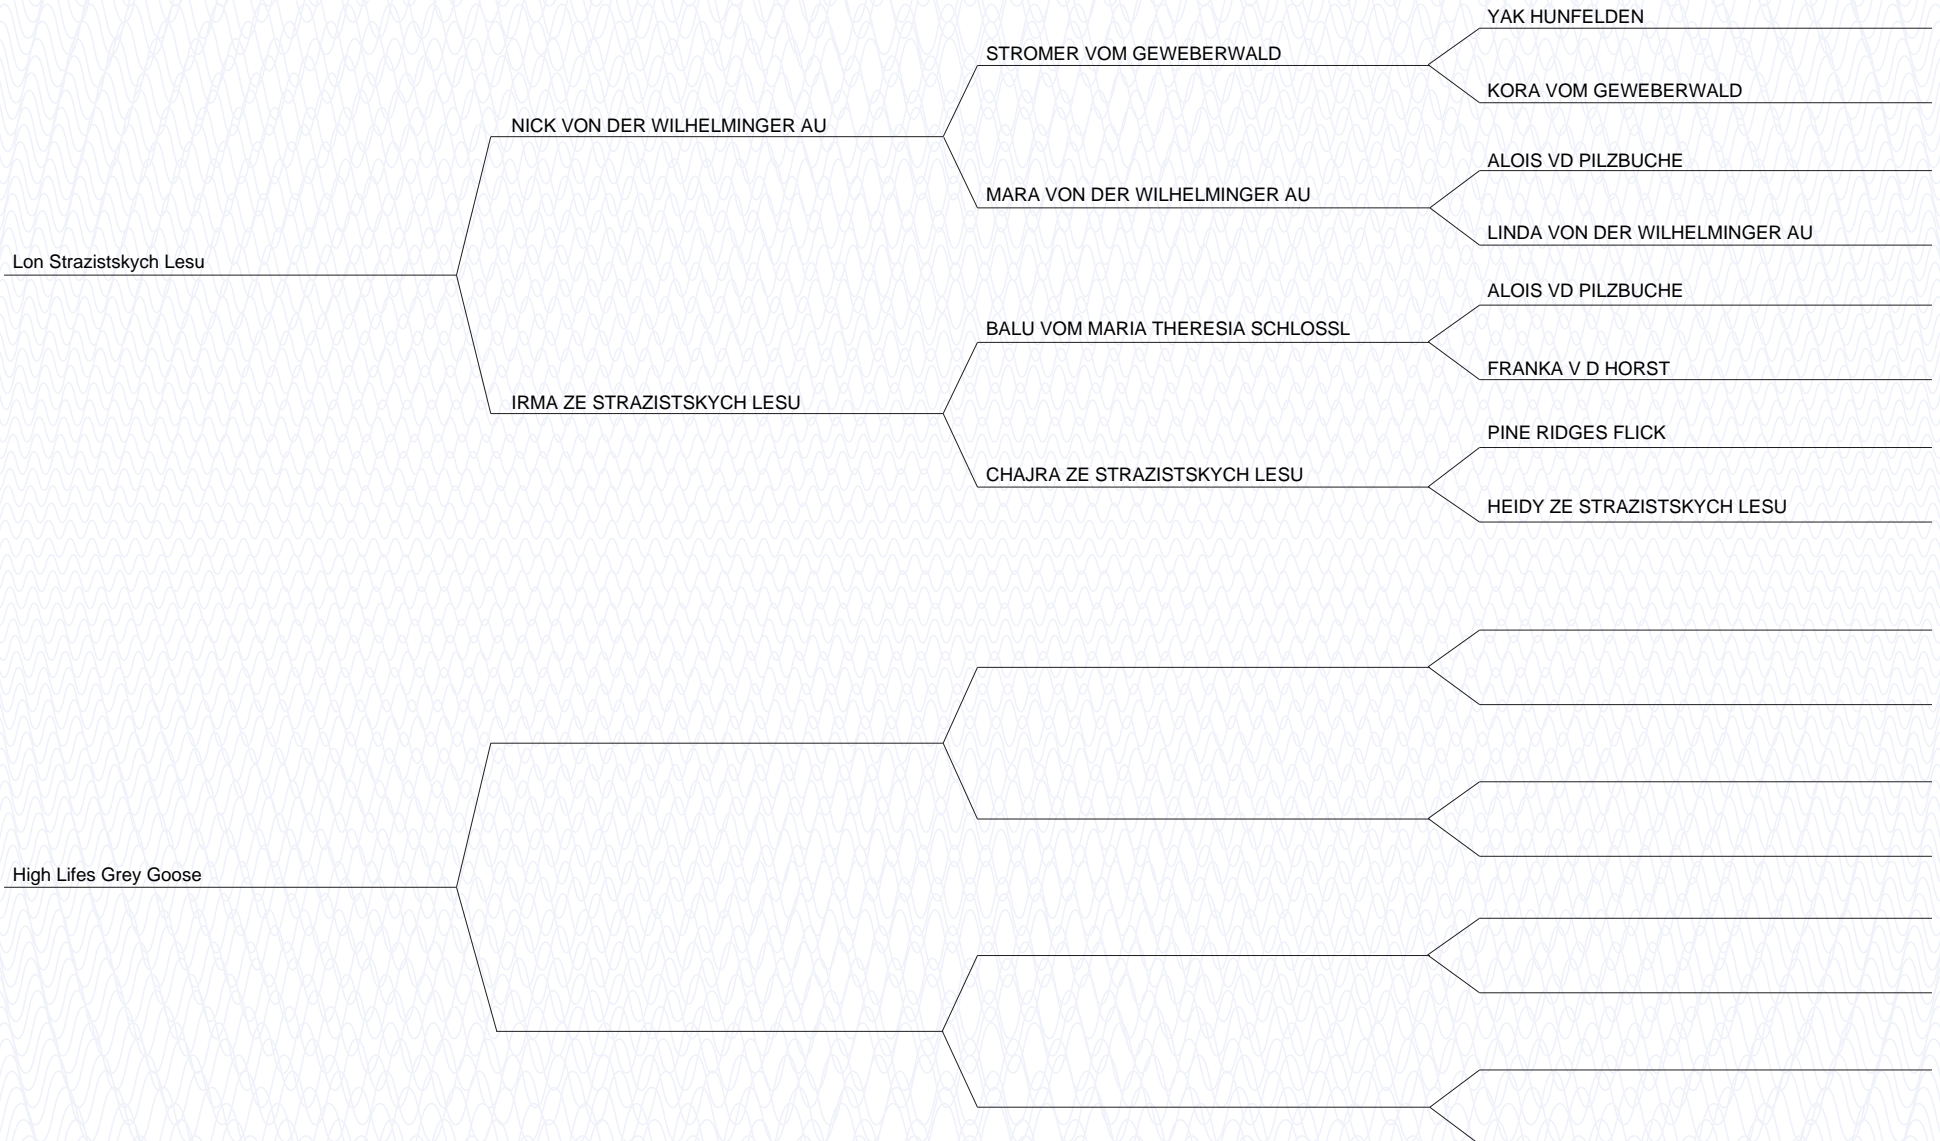 YAK HUNFELDEN
STROMER VOM GEWEBERWALD
KORA VOM GEWEBERWALD
NICK VON DER WILHELMINGER AU
ALOIS VD PILZBUCHE
MARA VON DER WILHELMINGER AU
LINDA VON DER WILHELMINGER AU
Lon Strazistskych Lesu
ALOIS VD PILZBUCHE
BALU VOM MARIA THERESIA SCHLOSSL
FRANKA V D HORST
IRMA ZE STRAZISTSKYCH LESU
PINE RIDGES FLICK
CHAJRA ZE STRAZISTSKYCH LESU
HEIDY ZE STRAZISTSKYCH LESU
High Lifes Grey Goose